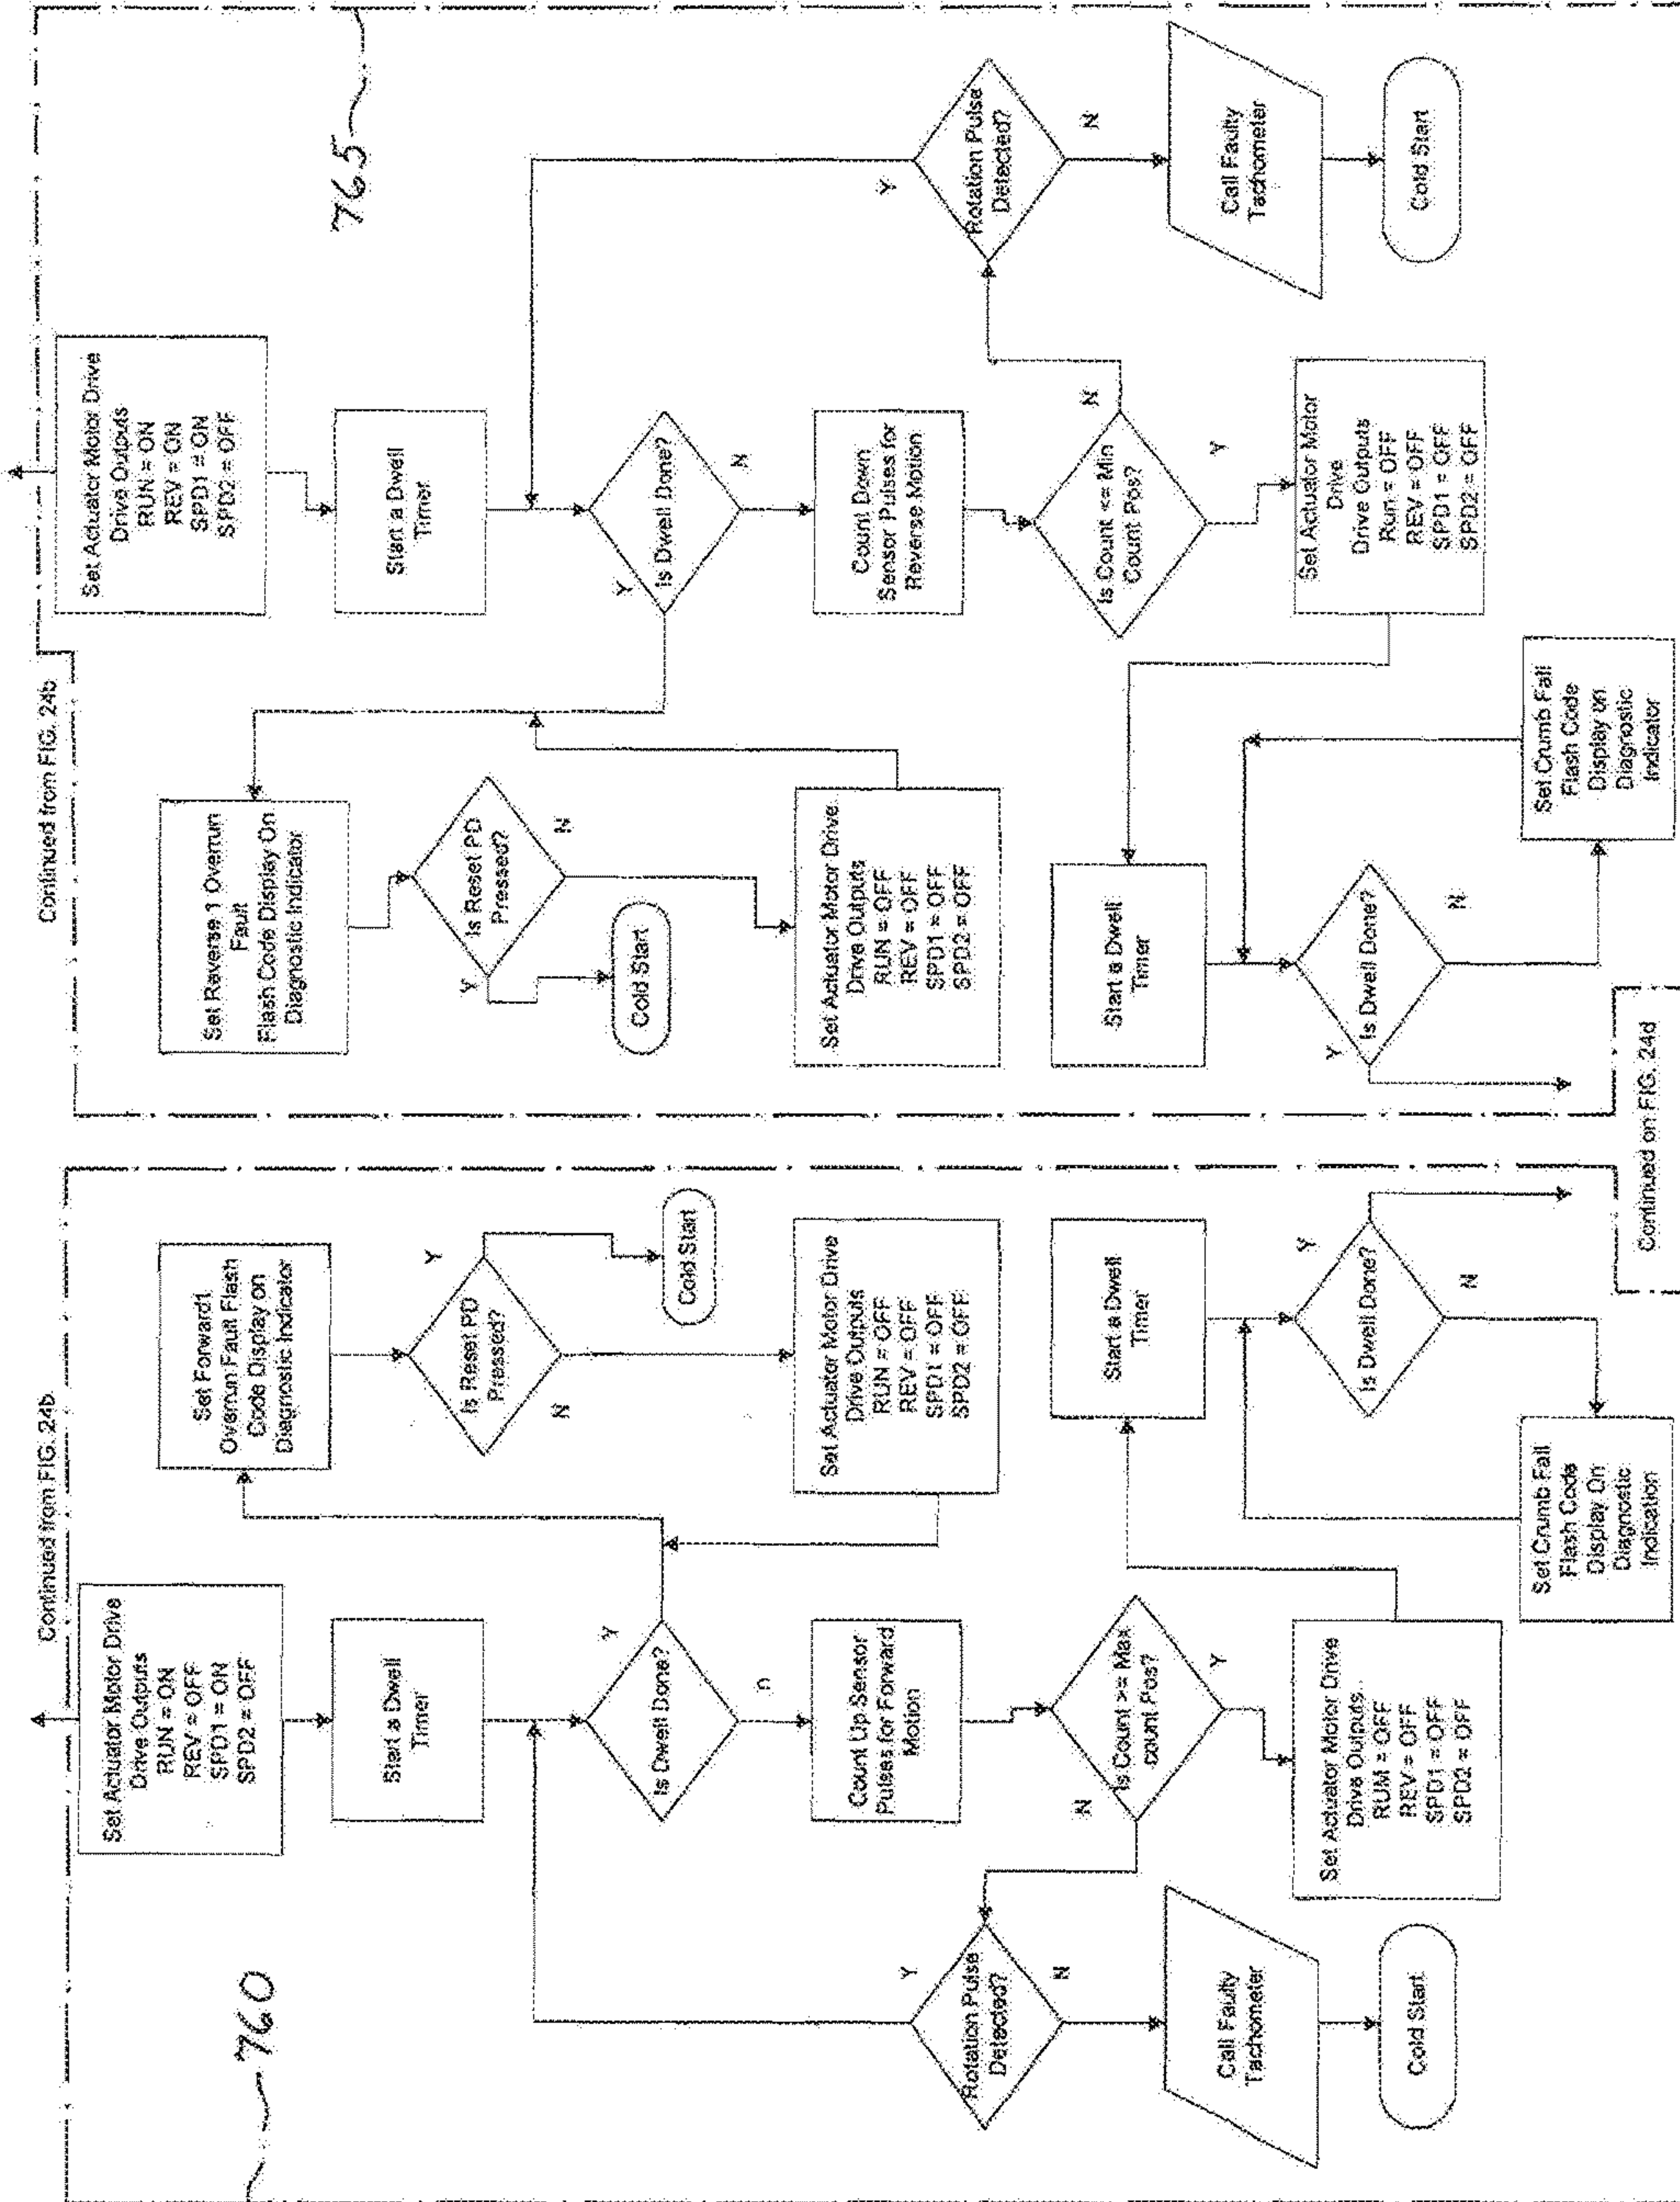 Continued from FIG. 24b
760
Set Actuator Motor Drive
Drive Outputs
RUN = ON
REV = OFF
SPD1 = ON
SPD2 = OFF
Start a Dwell
Timer
Is Dwell Done?
Y
n
Count Up Sensor
Pulses for Forward
Motion
Is Count >= Max
count Pos?
N
Y
Rotation Pulse
Detected?
Y
N
Call Faulty
Tachometer
Cold Start
Set Actuator Motor Drive
Drive Outputs
RUM = OFF
REV = OFF
SPD1 = OFF
SPD2 = OFF
Set Forward1
Overrun Fault Flash
Code Display on
Diagnostic Indicator
Is Reset PD
Pressed?
Y
N
Cold Start
Set Actuator Motor Drive
Drive Outputs
RUN = OFF
REV = OFF
SPD1 = OFF
SPD2 = OFF
Start a Dwell
Timer
Is Dwell Done?
Y
N
Set Crumb Fall
Flash Code
Display On
Diagnostic
Indication
Continued from FIG. 24b
765
Set Actuator Motor Drive
Drive Outputs
RUN = ON
REV = ON
SPD1 = ON
SPD2 = OFF
Start a Dwell
Timer
Is Dwell Done?
Y
N
Set Reverse 1 Overrun
Fault
Flash Code Display On
Diagnostic Indicator
Is Reset PD
Pressed?
Y
N
Cold Start
Set Actuator Motor Drive
Drive Outputs
RUN = OFF
REV = OFF
SPD1 = OFF
SPD2 = OFF
Count Down
Sensor Pulses for
Reverse Motion
Is Count <= Min
Count Pos?
N
Y
Rotation Pulse
Detected?
Y
N
Call Faulty
Tachometer
Cold Start
Set Actuator Motor
Drive
Drive Outputs
Run = OFF
REV = OFF
SPD1 = OFF
SPD2 = OFF
Start a Dwell
Timer
Is Dwell Done?
Y
N
Set Crumb Fall
Flash Code
Display on
Diagnostic
Indicator
Continued on FIG. 24d